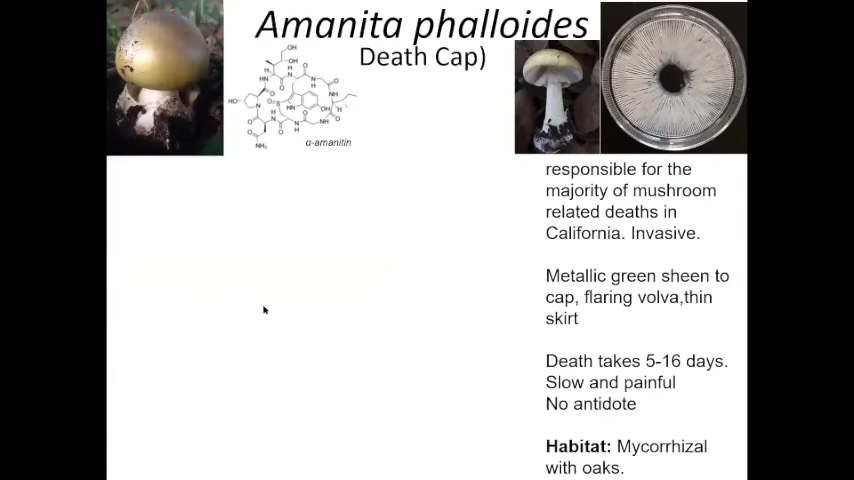 Amanita phalloides
Death Cap)
α-amanitin
responsible for the
majority of mushroom
related deaths in
California. Invasive.
Metallic green sheen to
cap, flaring volva,thin
skirt
Death takes 5-16 days.
Slow and painful
No antidote
Habitat: Mycorrhizal
with oaks.